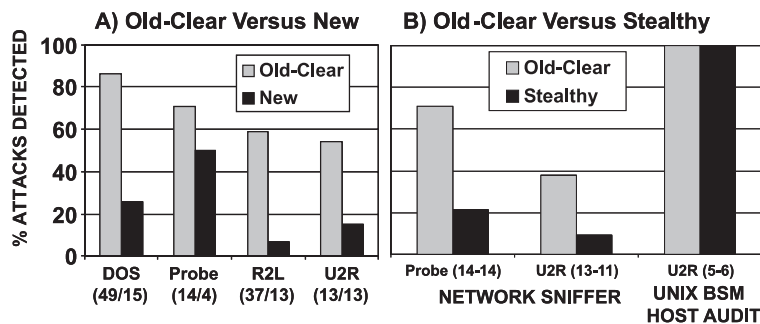 A) Old-Clear Versus New
% ATTACKS DETECTED
100
80
60
40
20
0
Old-Clear
New
DOS
(49/15)
Probe
(14/4)
R2L
(37/13)
U2R
(13/13)
B) Old-Clear Versus Stealthy
Old-Clear
Stealthy
Probe (14-14)
U2R (13-11)
U2R (5-6)
NETWORK SNIFFER
UNIX BSM
HOST AUDIT